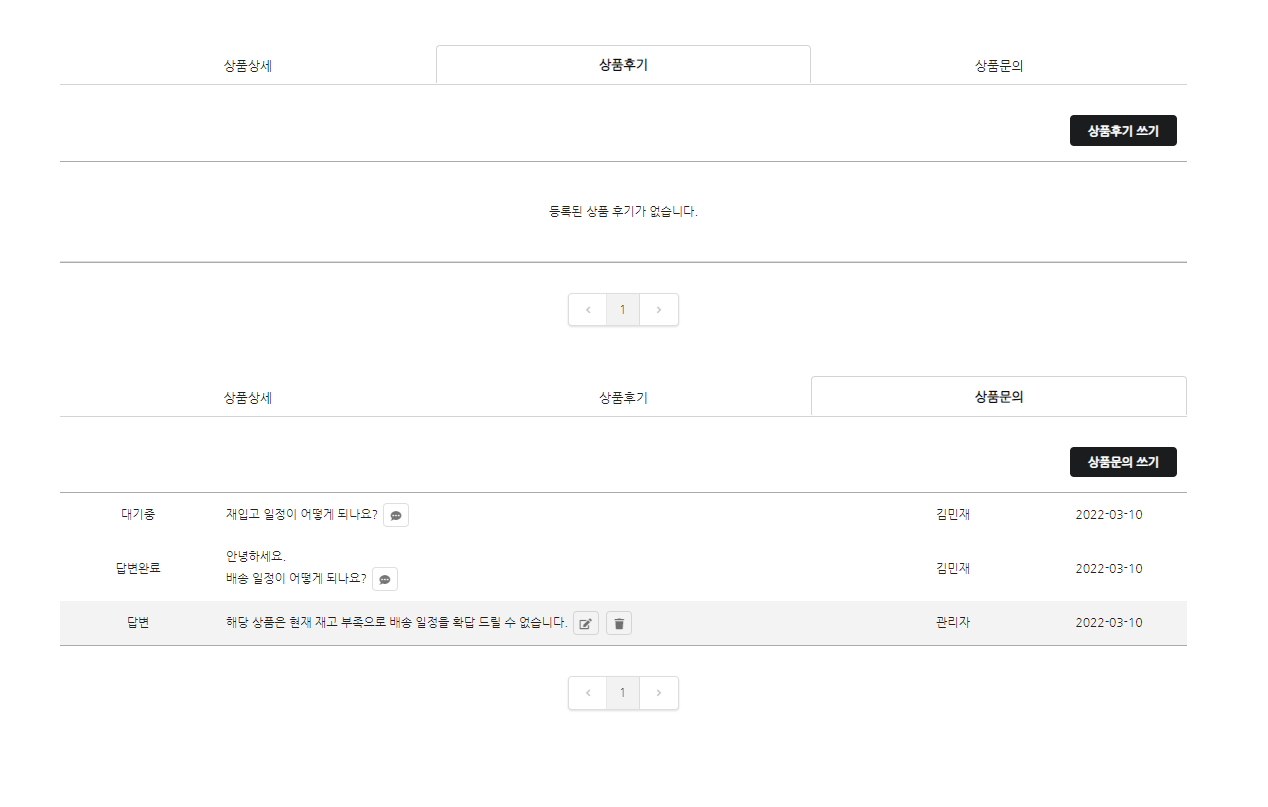 상품상세 상품후기 상품문의
상품후기 쓰기
등록된 상품 후기가 없습니다.
1
상품상세 상품후기 상품문의
상품문의 쓰기
대기중 재입고 일정이 어떻게 되나요? 김민재 2022-03-10
안녕하세요.
답변완료 배송 일정이 어떻게 되나요? 김민재 2022-03-10
답변 해당 상품은 현재 재고 부족으로 배송 일정을 확답 드릴 수 없습니다. 관리자 2022-03-10
1